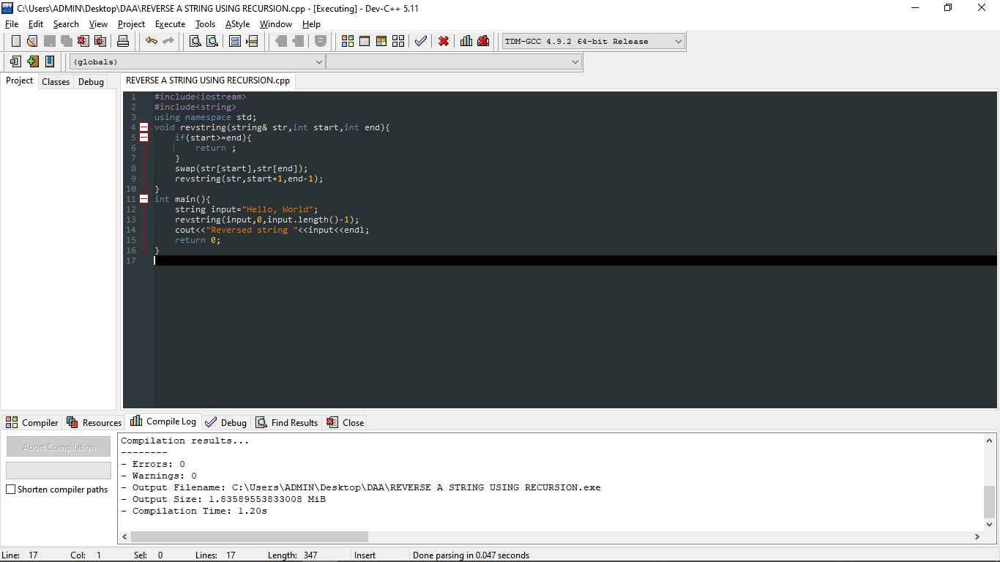 C:\Users\ADMIN\Desktop\DAA\REVERSE A STRING USING RECURSION.cpp - [Executing] - Dev-C++ 5.11
File Edit Search View Project Execute Tools AStyle Window Help
TDM-GCC 4.9.2 64-bit Release
(globals)
Project Classes Debug REVERSE A STRING USING RECURSION.cpp
1 #include<iostream>
2 #include<string>
3 using namespace std;
4 void revstring(string& str,int start,int end){
5 if(start>=end){
6 return ;
7 }
8 swap(str[start],str[end]);
9 revstring(str,start+1,end-1);
10 }
11 int main(){
12 string input="Hello, World";
13 revstring(input,0,input.length()-1);
14 cout<<"Reversed string "<<input<<endl;
15 return 0;
16 }
17
Compiler Resources Compile Log Debug Find Results Close
Abort Compilation
Shorten compiler paths
Compilation results...
--------
- Errors: 0
- Warnings: 0
- Output Filename: C:\Users\ADMIN\Desktop\DAA\REVERSE A STRING USING RECURSION.exe
- Output Size: 1.83589553833008 MiB
- Compilation Time: 1.20s
Line: 17 Col: 1 Sel: 0 Lines: 17 Length: 347 Insert Done parsing in 0.047 seconds